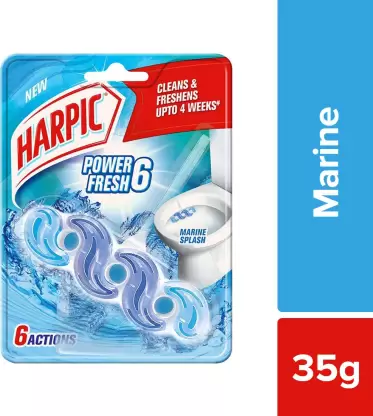 NEW
HARPIC
CLEANS &
FRESHENS
UPTO 4 WEEKS#
POWER
FRESH 6
MARINE
SPLASH
6 ACTIONS
Marine
35g